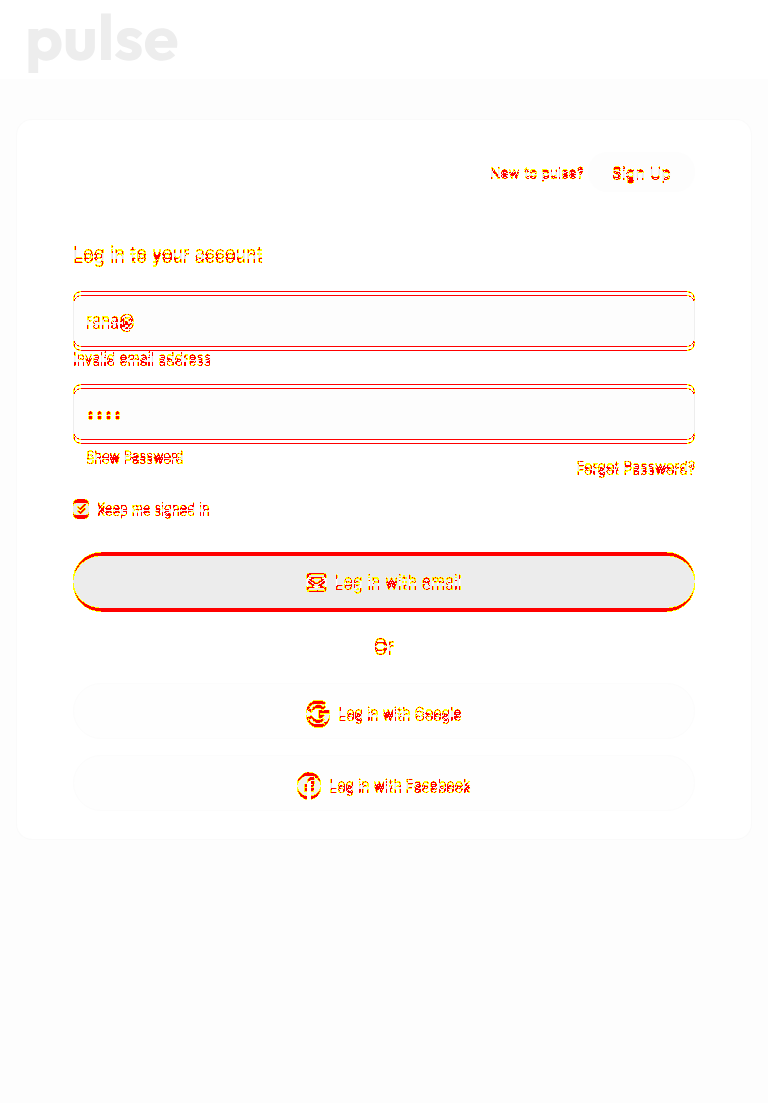 pulse
New to pulse? Sign Up
Log in to your account
rana@
Invalid email address
Show Password
Forgot Password?
Keep me signed in
Log in with email
Or
Log in with Google
Log in with Facebook